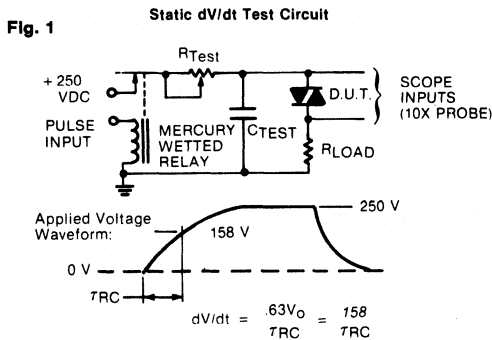 Static dV/dt Test Circuit
Fig. 1
RTest
+ 250
VDC
PULSE
INPUT
MERCURY
WETTED
RELAY
CTEST
D.U.T.
RLOAD
SCOPE
INPUTS
(10X PROBE)
Applied Voltage
Waveform:
158 V
250 V
0 V
τRC
dV/dt = .63VO / τRC = 158 / τRC